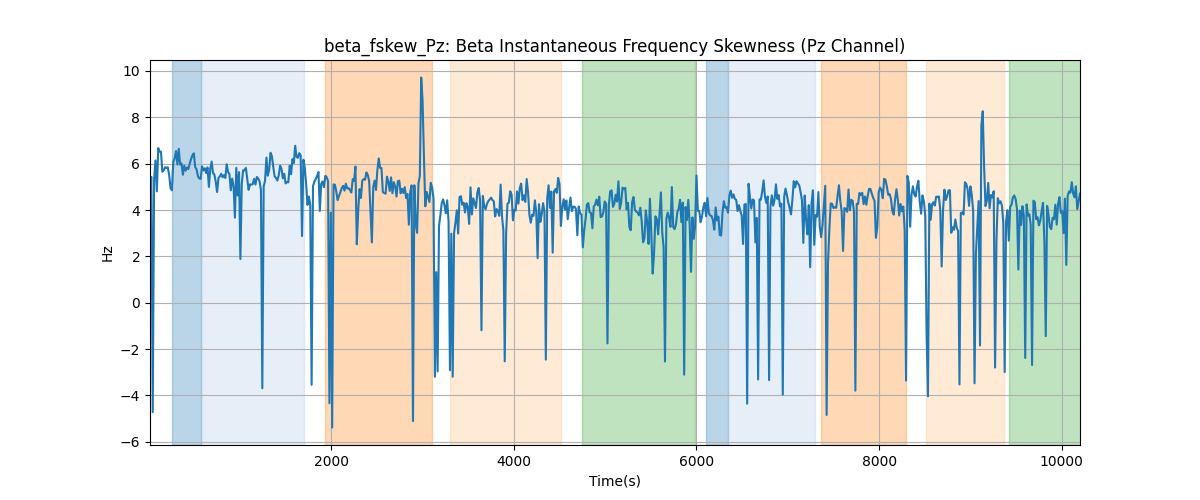 beta_fskew_Pz: Beta Instantaneous Frequency Skewness (Pz Channel)
10
8
6
4
2
0
−2
−4
−6
Hz
2000 4000 6000 8000 10000
Time(s)